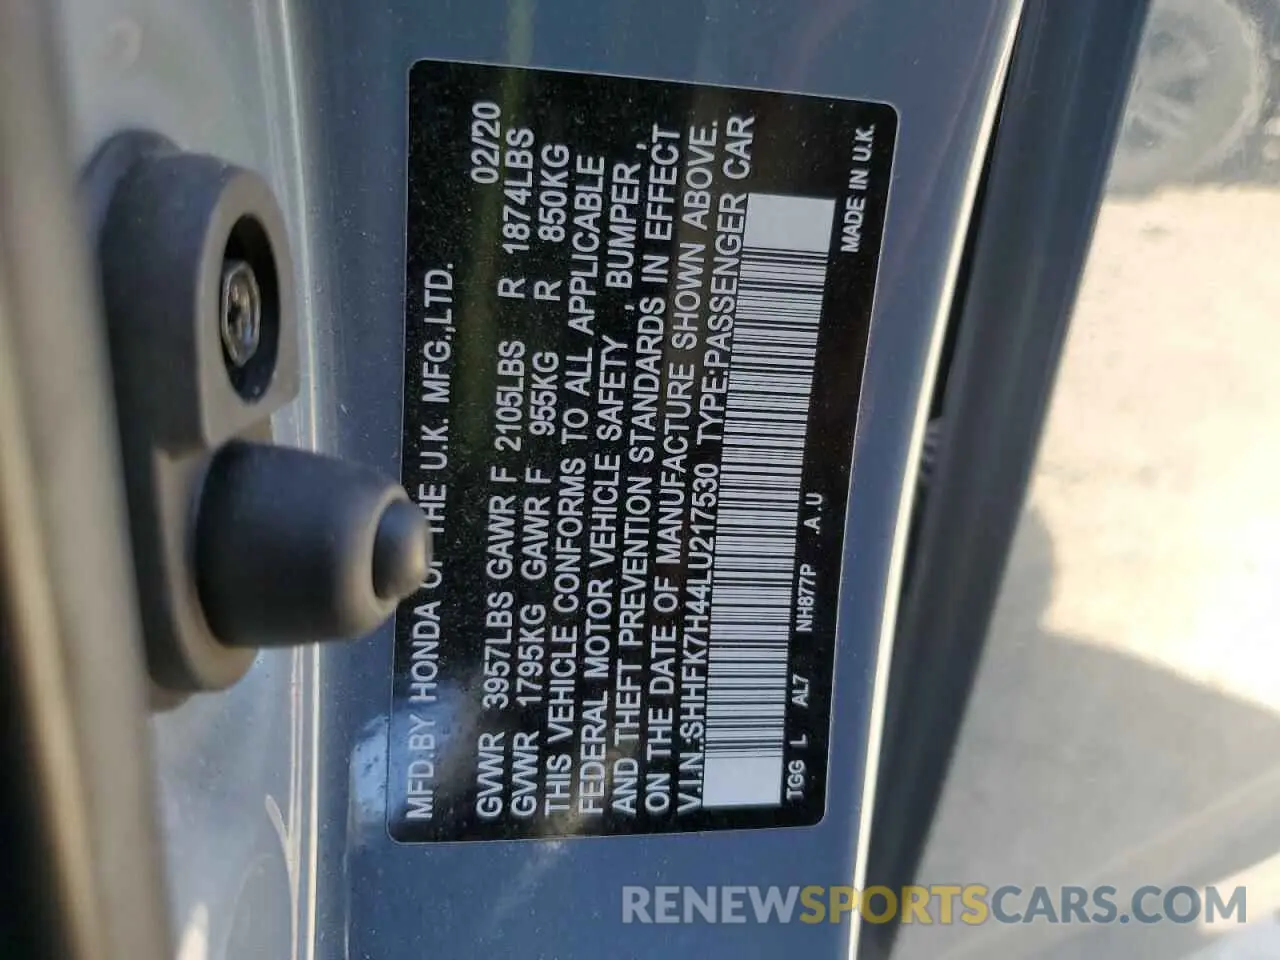 MFD.BY HONDA OF THE U.K. MFG.,LTD.
02/20
GVWR 3957LBS GAWR F 2105LBS R 1874LBS
GVWR 1795KG GAWR F 955KG R 850KG
THIS VEHICLE CONFORMS TO ALL APPLICABLE
FEDERAL MOTOR VEHICLE SAFETY , BUMPER ,
AND THEFT PREVENTION STANDARDS IN EFFECT
ON THE DATE OF MANUFACTURE SHOWN ABOVE.
V.I.N.:SHHFK7H44LU217530 TYPE:PASSENGER CAR
TGG L AL7 NH877P .A.U MADE IN U.K.
RENEWSPORTSCARS.COM